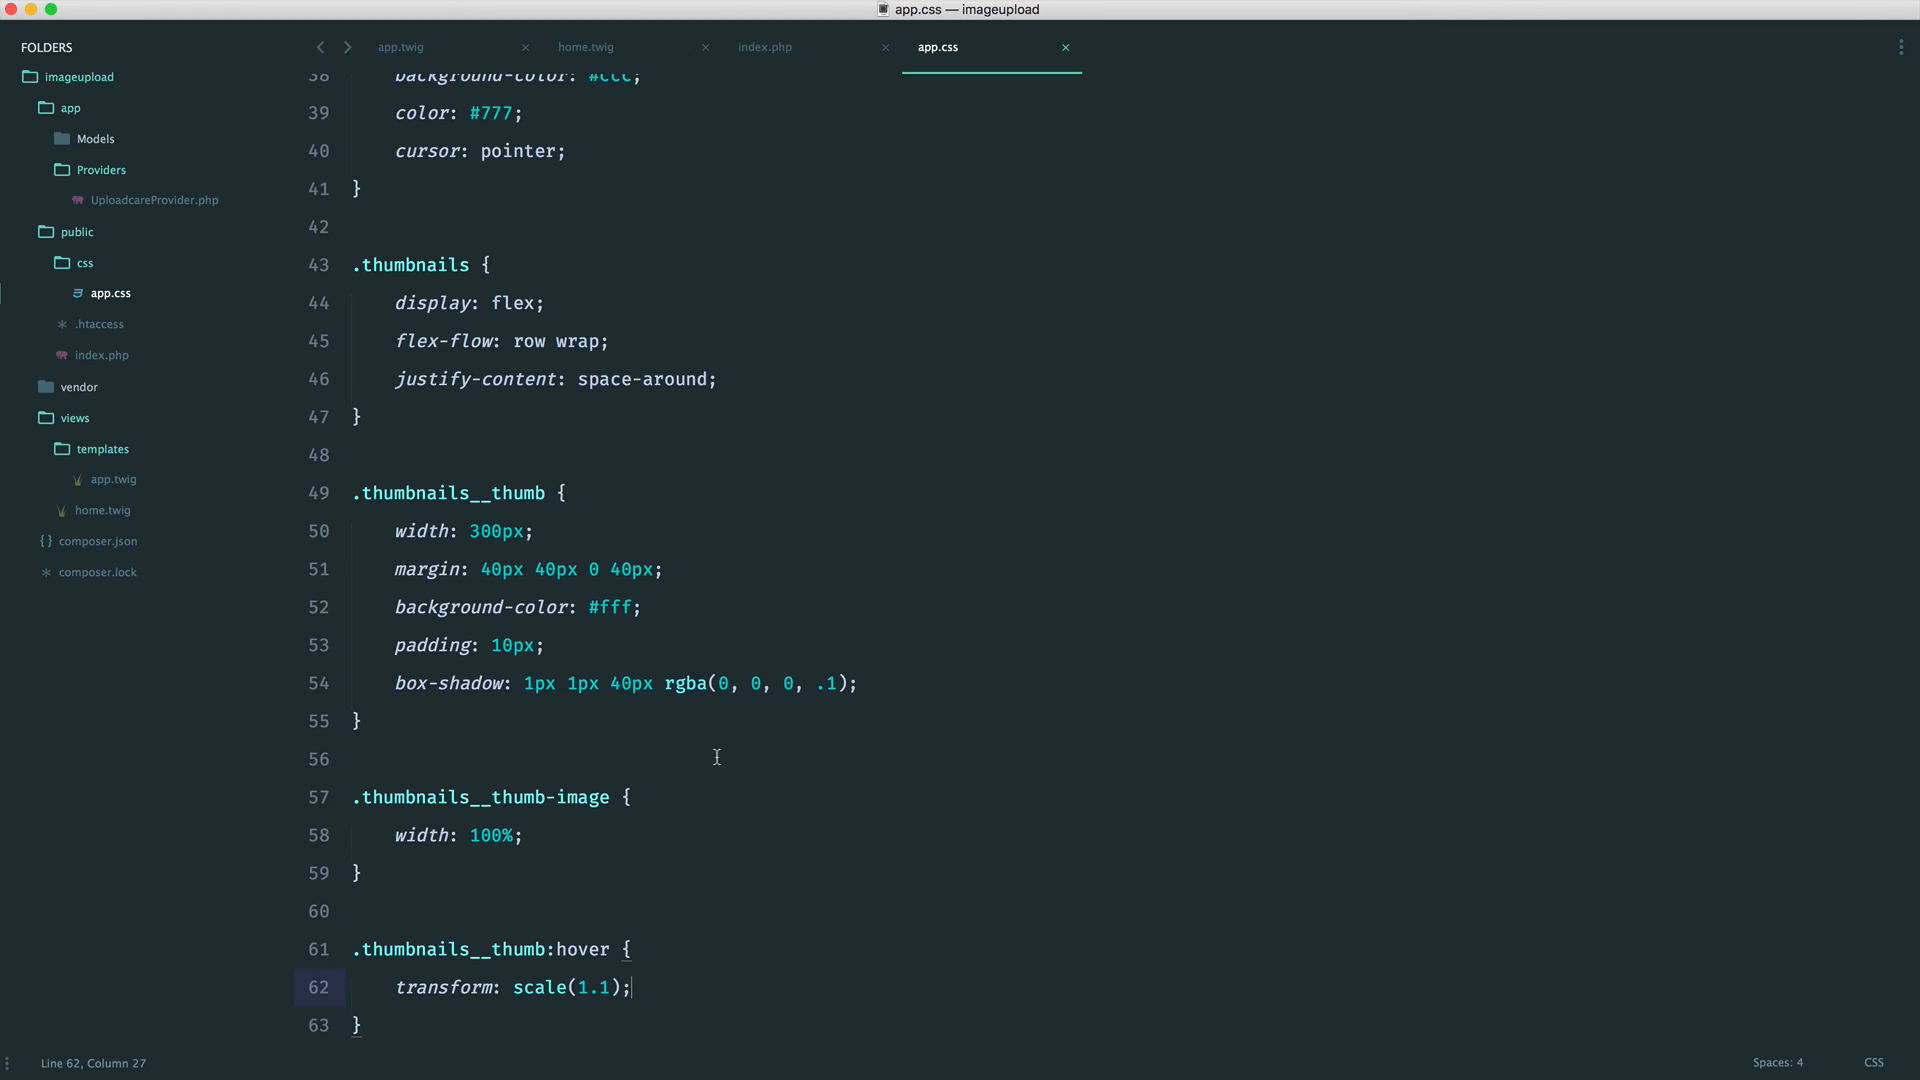 app.css — imageupload
FOLDERS
imageupload
app
Models
Providers
UploadcareProvider.php
public
css
app.css
.htaccess
index.php
vendor
views
templates
app.twig
home.twig
composer.json
composer.lock
app.twig
home.twig
index.php
app.css
38 background-color: #ccc;
39 color: #777;
40 cursor: pointer;
41 }
42
43 .thumbnails {
44 display: flex;
45 flex-flow: row wrap;
46 justify-content: space-around;
47 }
48
49 .thumbnails__thumb {
50 width: 300px;
51 margin: 40px 40px 0 40px;
52 background-color: #fff;
53 padding: 10px;
54 box-shadow: 1px 1px 40px rgba(0, 0, 0, .1);
55 }
56
57 .thumbnails__thumb-image {
58 width: 100%;
59 }
60
61 .thumbnails__thumb:hover {
62 transform: scale(1.1);
63 }
Line 62, Column 27
Spaces: 4
CSS